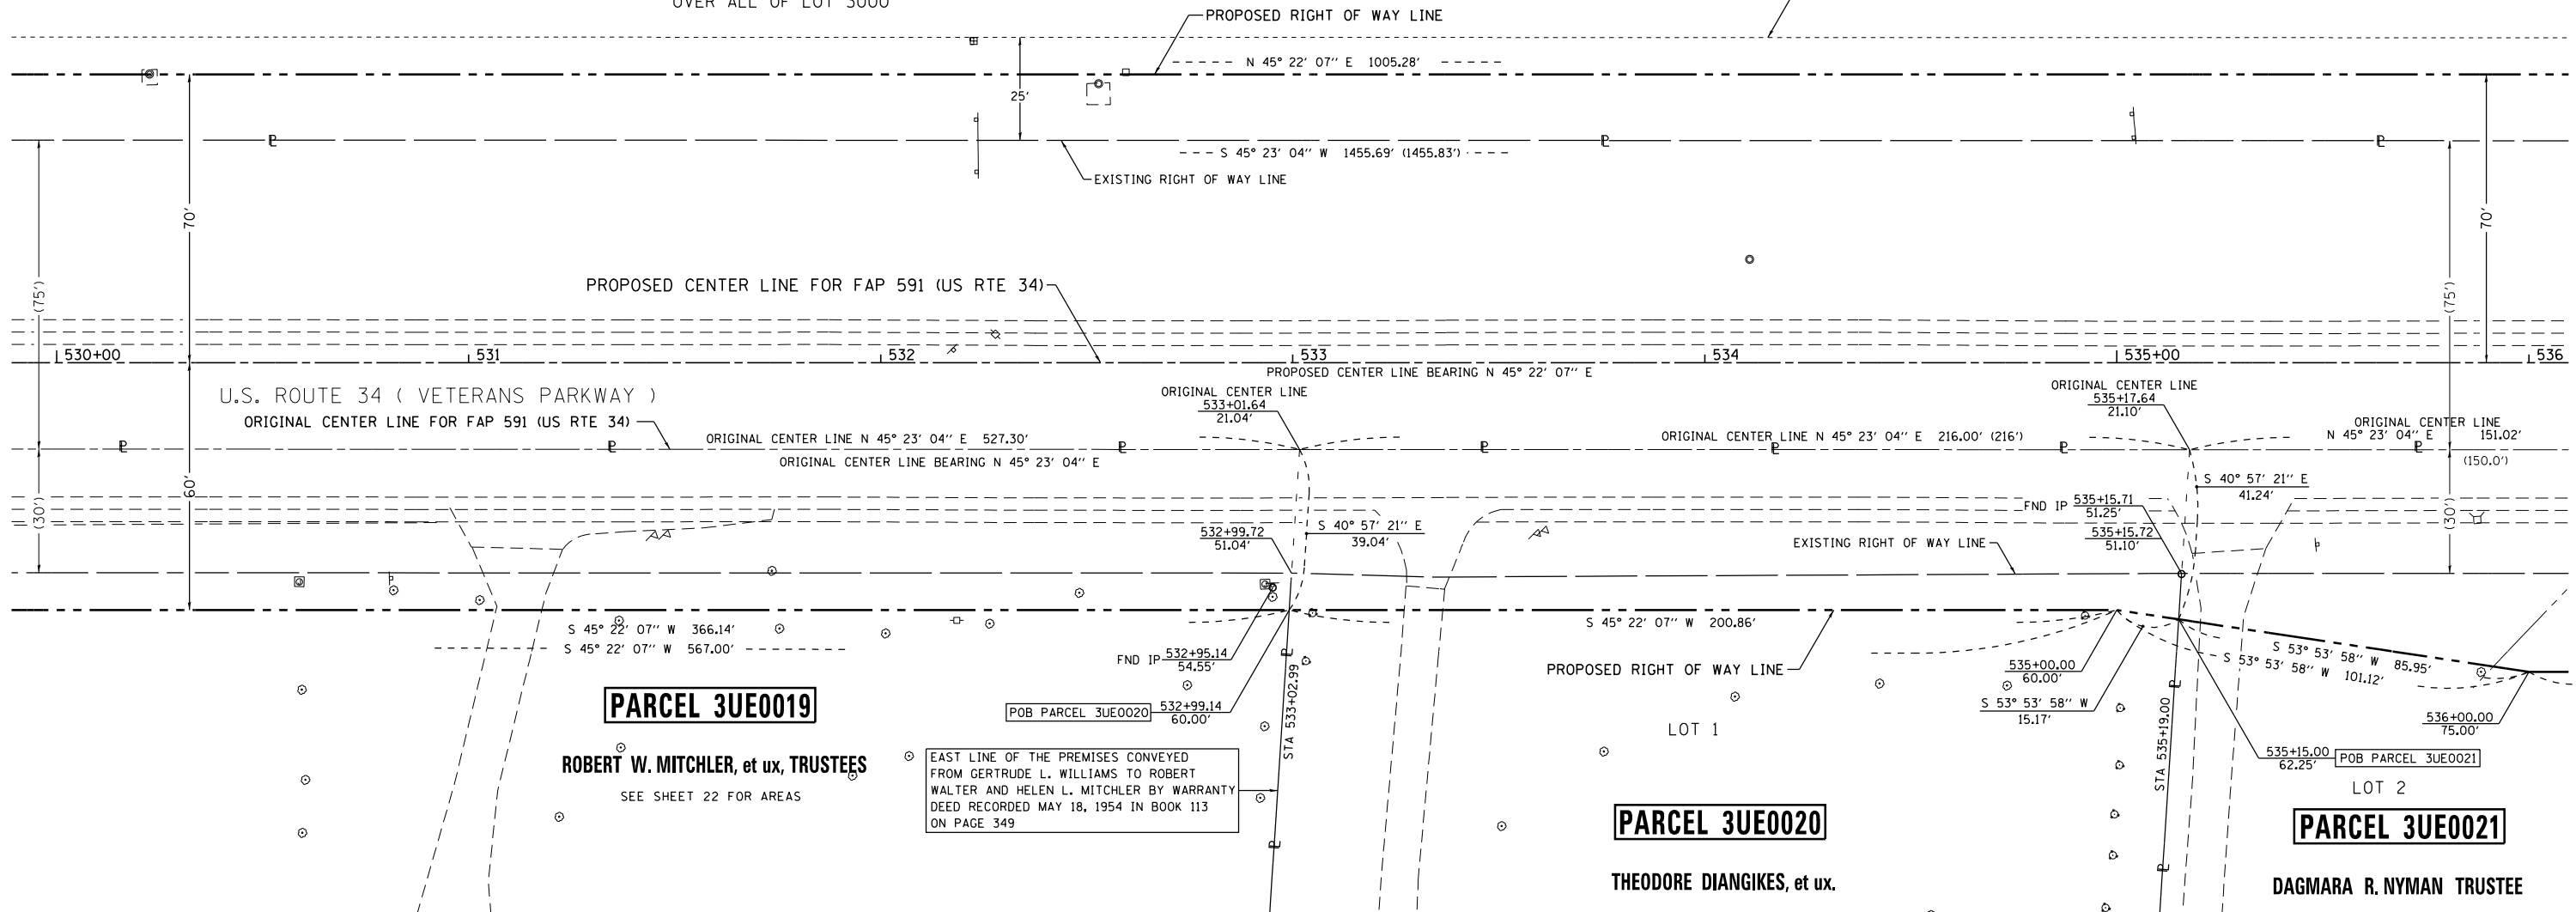 OVER ALL OF LOT 3000
PROPOSED RIGHT OF WAY LINE
N 45° 22' 07'' E 1005.28'
25'
S 45° 23' 04'' W 1455.69' (1455.83')
EXISTING RIGHT OF WAY LINE
70'
70'
(75')
(75')
PROPOSED CENTER LINE FOR FAP 591 (US RTE 34)
530+00
531
532
533
534
535+00
536
PROPOSED CENTER LINE BEARING N 45° 22' 07'' E
U.S. ROUTE 34 ( VETERANS PARKWAY )
ORIGINAL CENTER LINE FOR FAP 591 (US RTE 34)
ORIGINAL CENTER LINE
533+01.64
21.04'
ORIGINAL CENTER LINE
535+17.64
21.10'
ORIGINAL CENTER LINE N 45° 23' 04'' E 527.30'
ORIGINAL CENTER LINE BEARING N 45° 23' 04'' E
ORIGINAL CENTER LINE N 45° 23' 04'' E 216.00' (216')
ORIGINAL CENTER LINE
N 45° 23' 04'' E 151.02'
(150.0')
60'
(30')
(30')
S 40° 57' 21'' E
41.24'
FND IP 535+15.71
51.25'
535+15.72
51.10'
532+99.72
51.04'
S 40° 57' 21'' E
39.04'
EXISTING RIGHT OF WAY LINE
S 45° 22' 07'' W 366.14'
S 45° 22' 07'' W 567.00'
S 45° 22' 07'' W 200.86'
FND IP 532+95.14
54.55'
PROPOSED RIGHT OF WAY LINE
535+00.00
60.00'
S 53° 53' 58'' W 85.95'
S 53° 53' 58'' W 101.12'
S 53° 53' 58'' W
15.17'
POB PARCEL 3UE0020 532+99.14
60.00'
STA 533+02.99
STA 535+19.00
536+00.00
75.00'
535+15.00
62.25'
POB PARCEL 3UE0021
PARCEL 3UE0019
ROBERT W. MITCHLER, et ux, TRUSTEES
SEE SHEET 22 FOR AREAS
EAST LINE OF THE PREMISES CONVEYED
FROM GERTRUDE L. WILLIAMS TO ROBERT
WALTER AND HELEN L. MITCHLER BY WARRANTY
DEED RECORDED MAY 18, 1954 IN BOOK 113
ON PAGE 349
LOT 1
PARCEL 3UE0020
THEODORE DIANGIKES, et ux.
LOT 2
PARCEL 3UE0021
DAGMARA R. NYMAN TRUSTEE